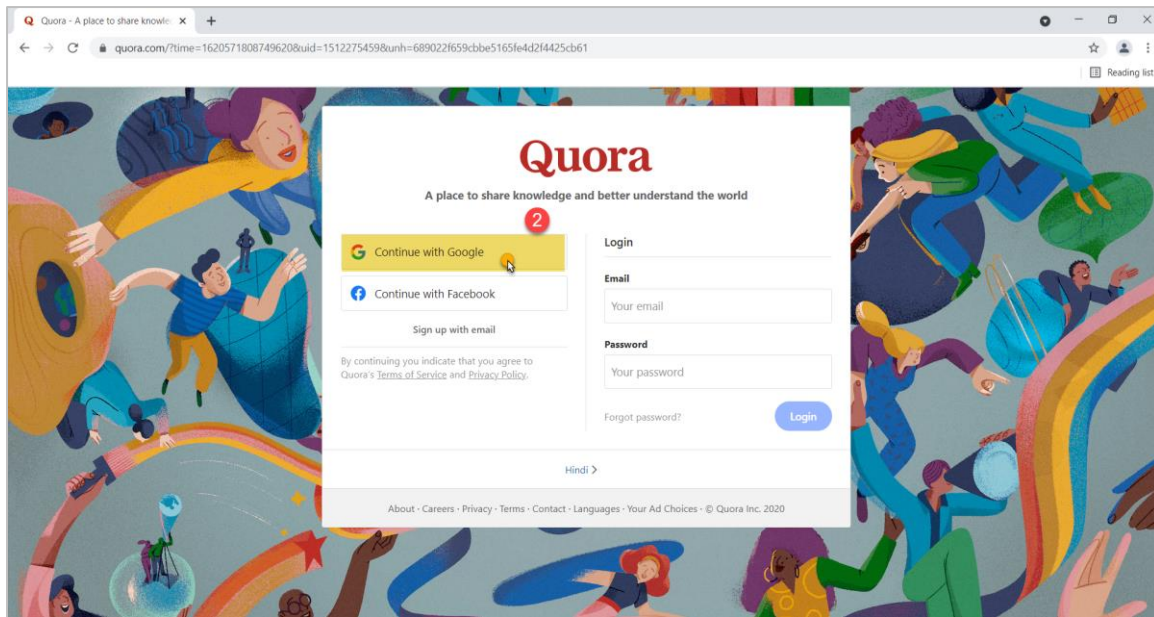 Quora - A place to share knowle
quora.com/?time=1620571808749620&uid=1512275459&unh=689022f659cbbe5165fe4d2f4425cb61
Reading list
Quora
A place to share knowledge and better understand the world
2
Continue with Google
Continue with Facebook
Sign up with email
By continuing you indicate that you agree to
Quora's Terms of Service and Privacy Policy.
Login
Email
Your email
Password
Your password
Forgot password?
Login
Hindi >
About · Careers · Privacy · Terms · Contact · Languages · Your Ad Choices · © Quora Inc. 2020